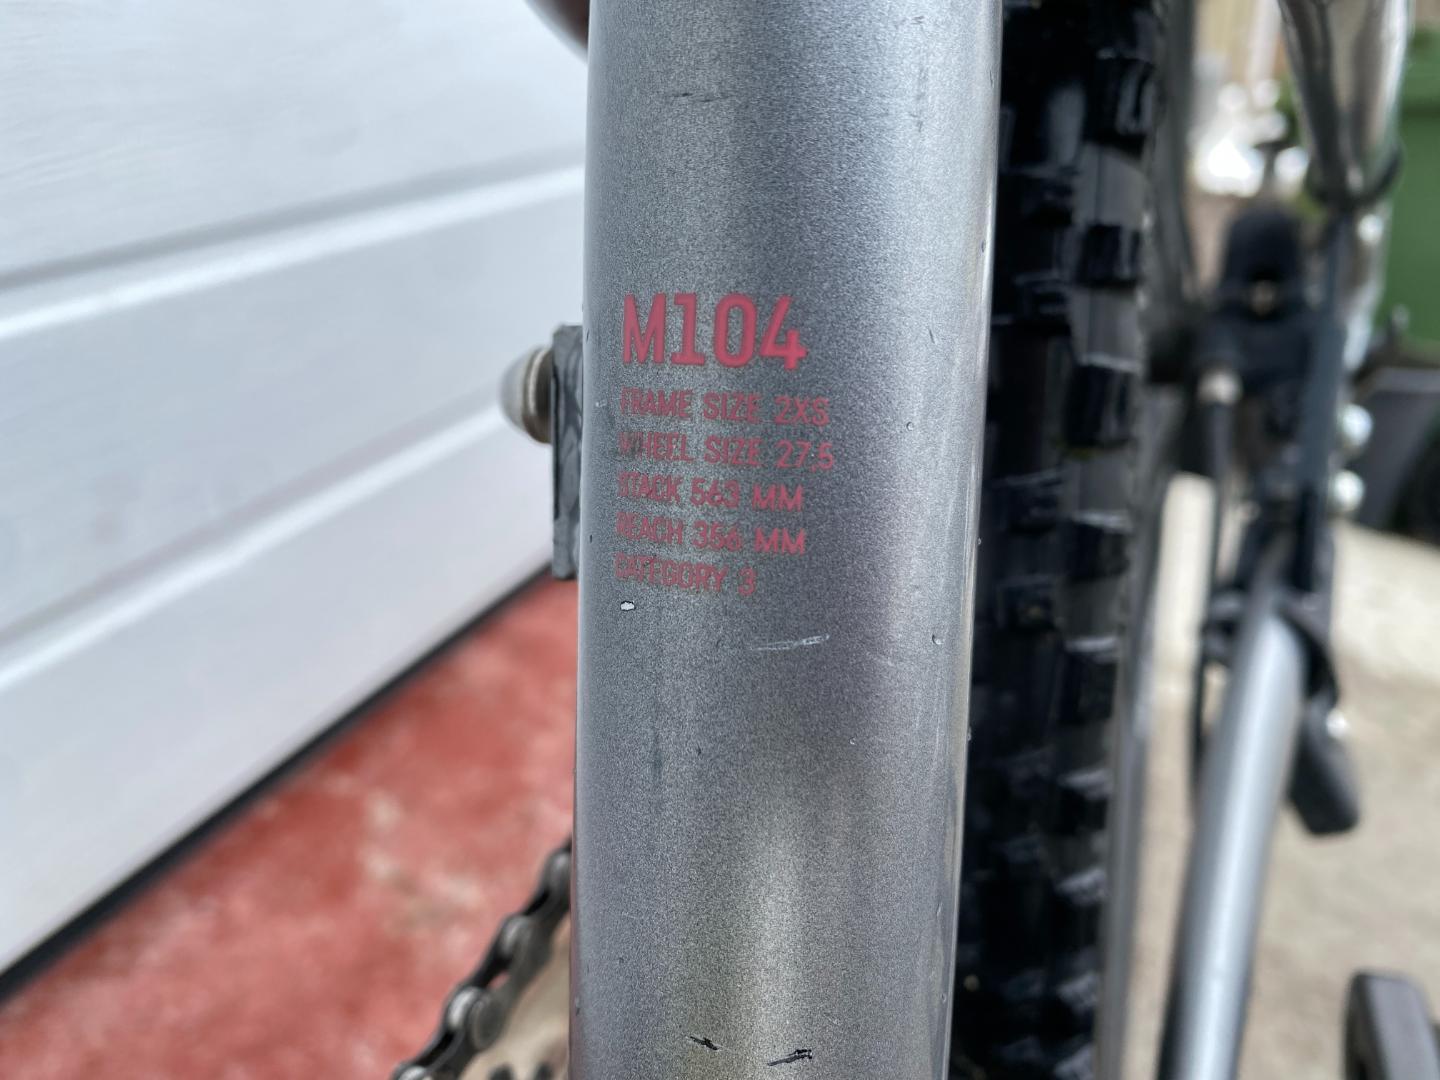 M104
FRAME SIZE 2XS
WHEEL SIZE 27,5
STACK 563 MM
REACH 356 MM
CATEGORY 3